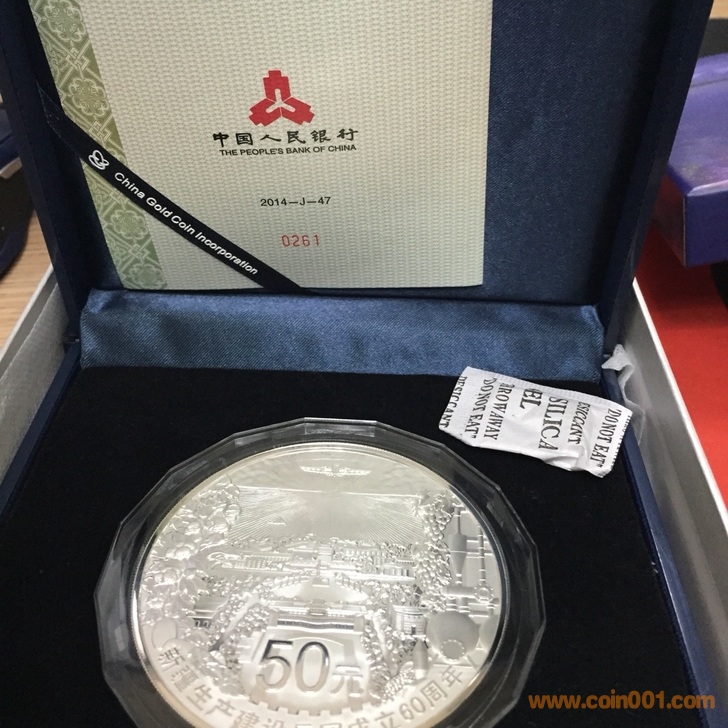 中国人民银行
THE PEOPLE'S BANK OF CHINA
2014-J-47
0261
China Gold Coin Incorporation
DESICCANT
"DO NOT EAT"
THROW AWAY
SILICA
GEL
DESICCANT
"DO NOT EAT"
50元
新疆生产建设兵团成立60周年
www.coin001.com